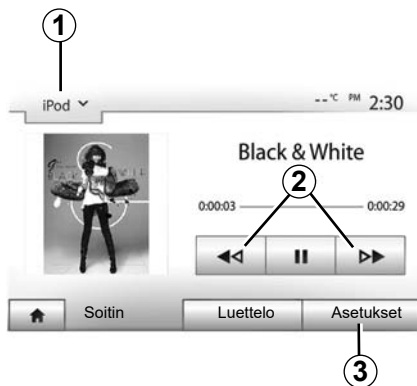 1
iPod
--°C PM 2:30
Black & White
2
0:00:03 0:00:29
Soitin Luettelo Asetukset
3